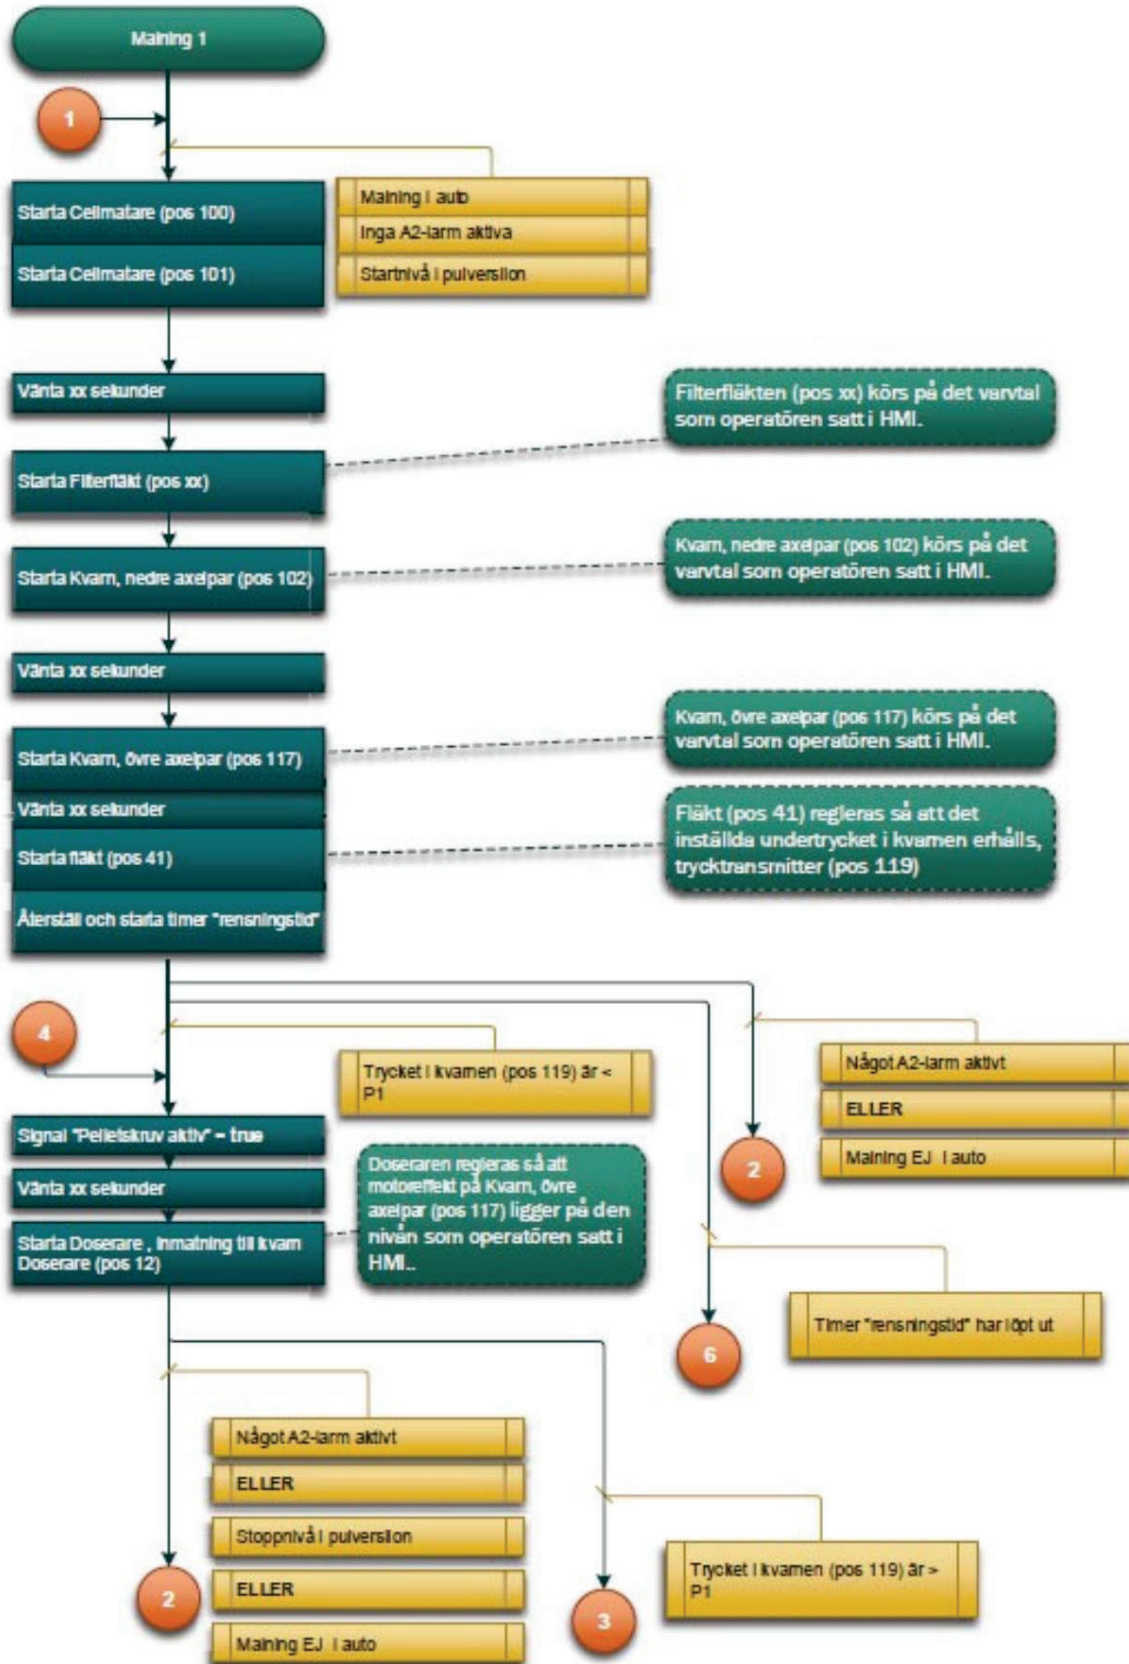 Malning 1
1
Starta Cellmatare (pos 100)
Starta Cellmatare (pos 101)
Malning i auto
Inga A2-larm aktiva
Startnivå i pulversilon
Vänta xx sekunder
Filterfläkten (pos xx) körs på det varvtal
som operatören satt i HMI.
Starta Filterfläkt (pos xx)
Kvarn, nedre axelpar (pos 102) körs på det
varvtal som operatören satt i HMI.
Starta Kvarn, nedre axelpar (pos 102)
Vänta xx sekunder
Kvarn, övre axelpar (pos 117) körs på det
varvtal som operatören satt i HMI.
Starta Kvarn, övre axelpar (pos 117)
Vänta xx sekunder
Starta fläkt (pos 41)
Fläkt (pos 41) regleras så att det
inställda undertrycket i kvarnen erhålls,
trycktransmitter (pos 119)
Återställ och starta timer "rensningstid"
4
Trycket i kvarnen (pos 119) är <
P1
Något A2-larm aktivt
ELLER
Malning EJ i auto
2
Signal "Pelletskruv aktiv" = true
Vänta xx sekunder
Starta Doserare , inmatning till kvarn
Doserare (pos 12)
Doseraren regleras så att
motoreffekt på Kvarn, övre
axelpar (pos 117) ligger på den
nivån som operatören satt i
HMI..
Timer "rensningstid" har löpt ut
6
Något A2-larm aktivt
ELLER
Stoppnivå i pulversilon
ELLER
Malning EJ i auto
2
Trycket i kvarnen (pos 119) är >
P1
3